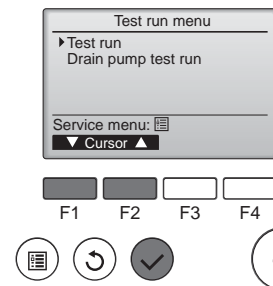 Test run menu
▶Test run
Drain pump test run
Service menu:
▼ Cursor ▲
F1 F2 F3 F4